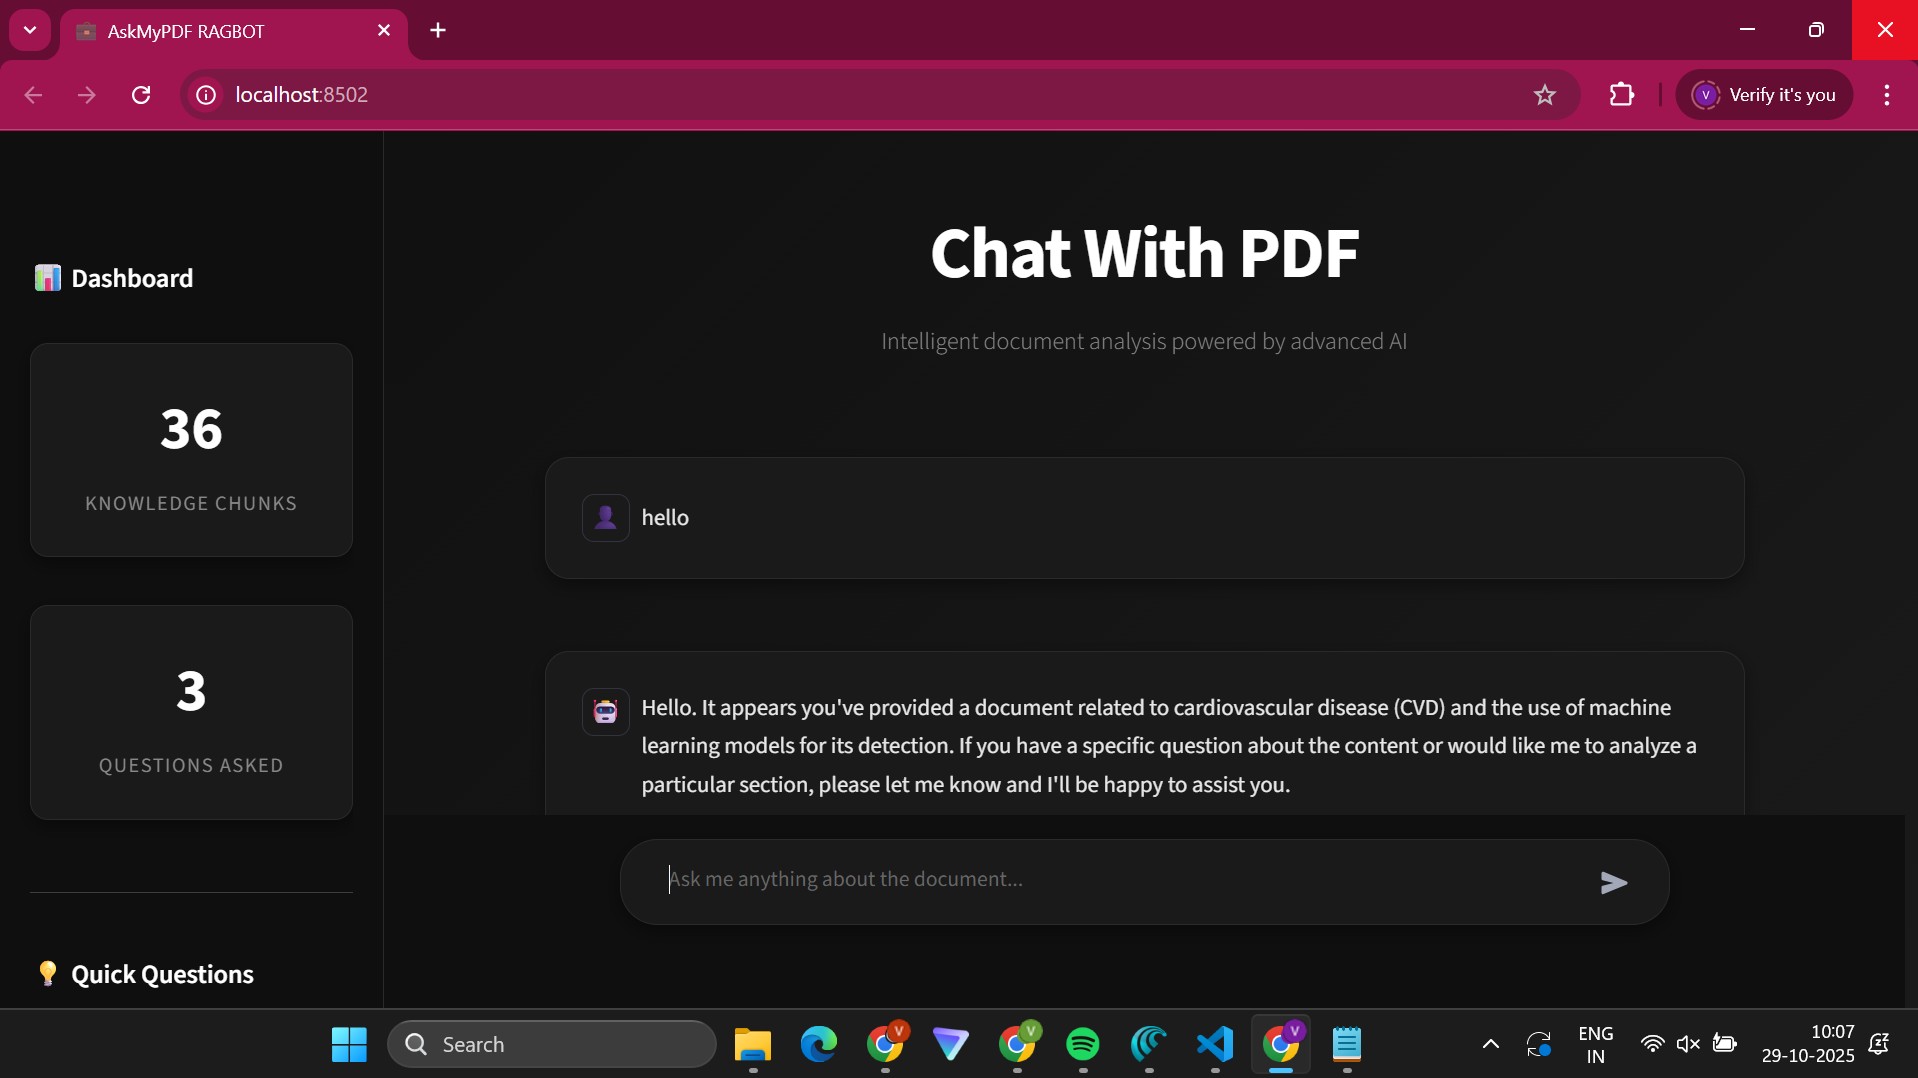 AskMyPDF RAGBOT
localhost:8502
V
Verify it's you
Dashboard
36
KNOWLEDGE CHUNKS
3
QUESTIONS ASKED
Quick Questions
Chat With PDF
Intelligent document analysis powered by advanced AI
hello
Hello. It appears you've provided a document related to cardiovascular disease (CVD) and the use of machine
learning models for its detection. If you have a specific question about the content or would like me to analyze a
particular section, please let me know and I'll be happy to assist you.
Ask me anything about the document...
Search
V
V
V
ENG
IN
10:07
29-10-2025